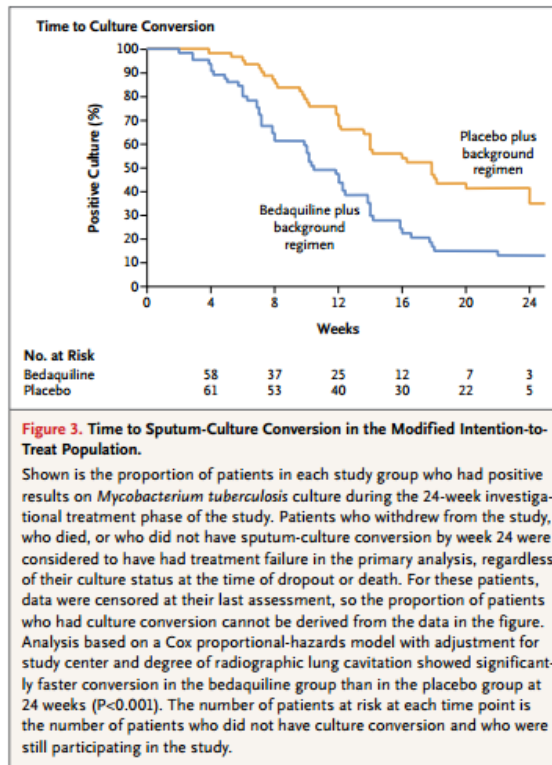 Time to Culture Conversion
100
90
80
70
60
50
40
30
20
10
0
Positive Culture (%)
Placebo plus
background
regimen
Bedaquiline plus
background
regimen
0 4 8 12 16 20 24
Weeks
No. at Risk
Bedaquiline 58 37 25 12 7 3
Placebo 61 53 40 30 22 5
Figure 3. Time to Sputum-Culture Conversion in the Modified Intention-to-
Treat Population.
Shown is the proportion of patients in each study group who had positive
results on Mycobacterium tuberculosis culture during the 24-week investiga-
tional treatment phase of the study. Patients who withdrew from the study,
who died, or who did not have sputum-culture conversion by week 24 were
considered to have had treatment failure in the primary analysis, regardless
of their culture status at the time of dropout or death. For these patients,
data were censored at their last assessment, so the proportion of patients
who had culture conversion cannot be derived from the data in the figure.
Analysis based on a Cox proportional-hazards model with adjustment for
study center and degree of radiographic lung cavitation showed significant-
ly faster conversion in the bedaquiline group than in the placebo group at
24 weeks (P<0.001). The number of patients at risk at each time point is
the number of patients who did not have culture conversion and who were
still participating in the study.